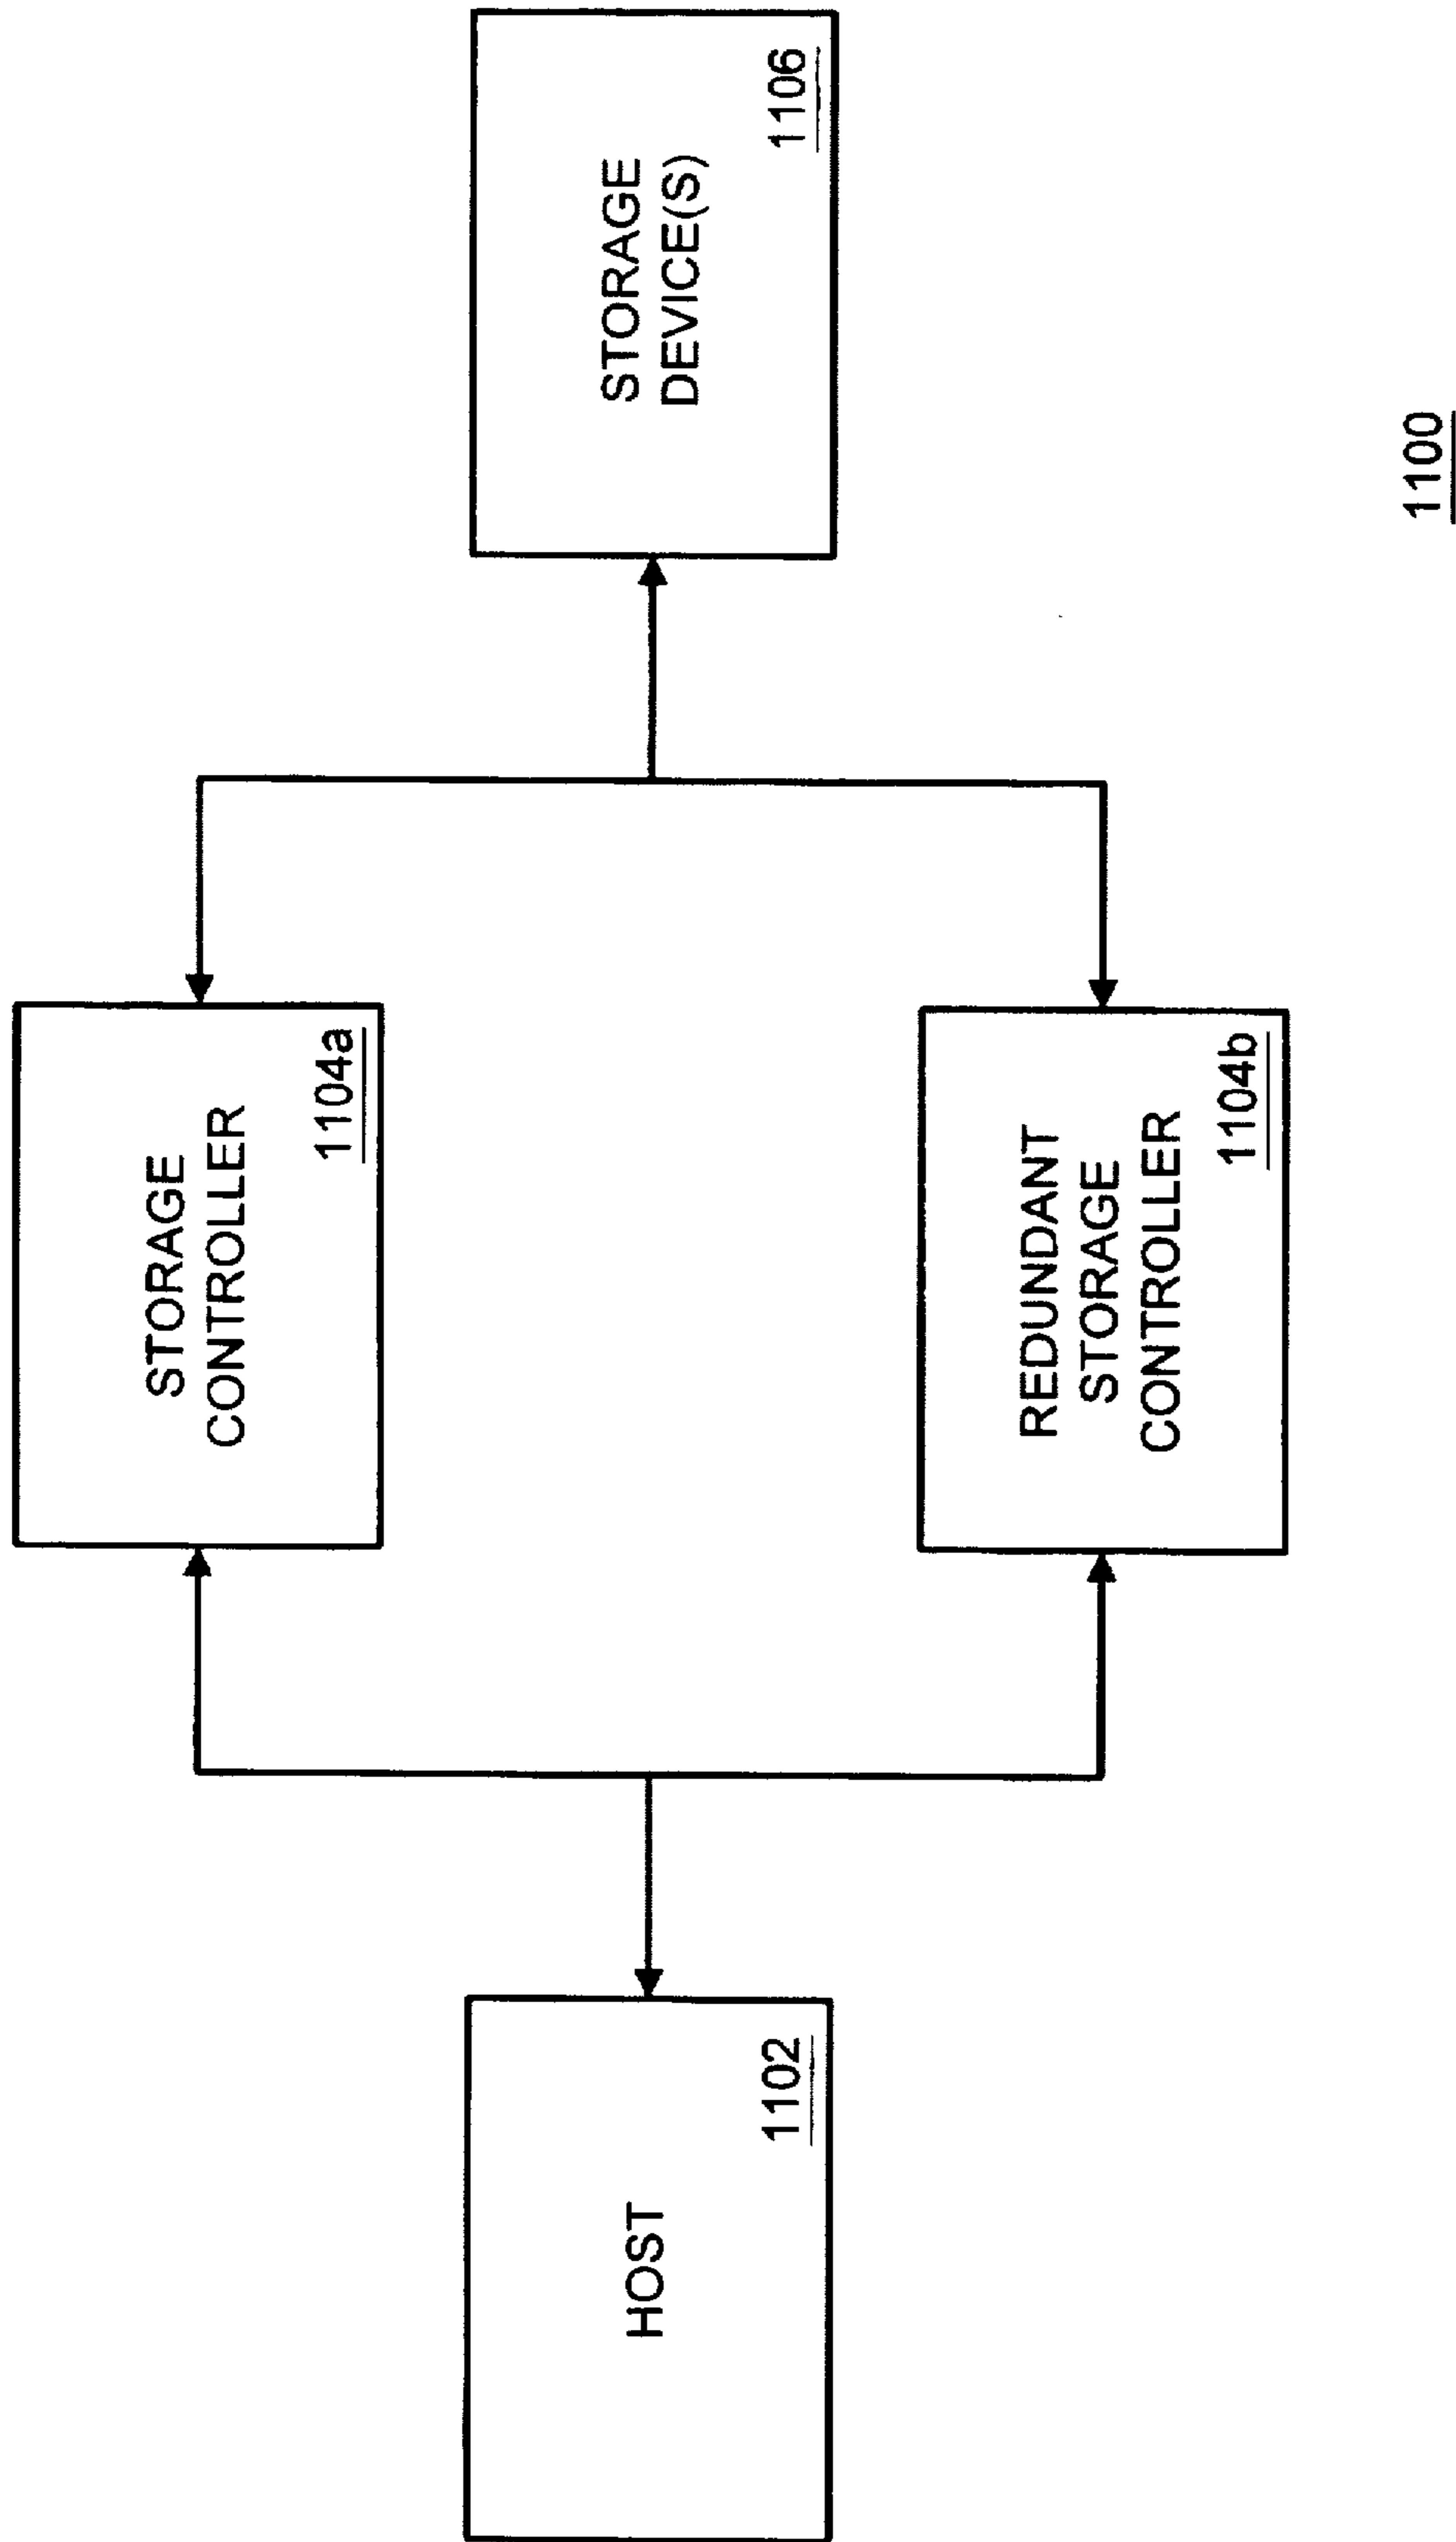 STORAGE
CONTROLLER
1104a
HOST
1102
STORAGE
DEVICE(S)
1106
REDUNDANT
STORAGE
CONTROLLER
1104b
1100